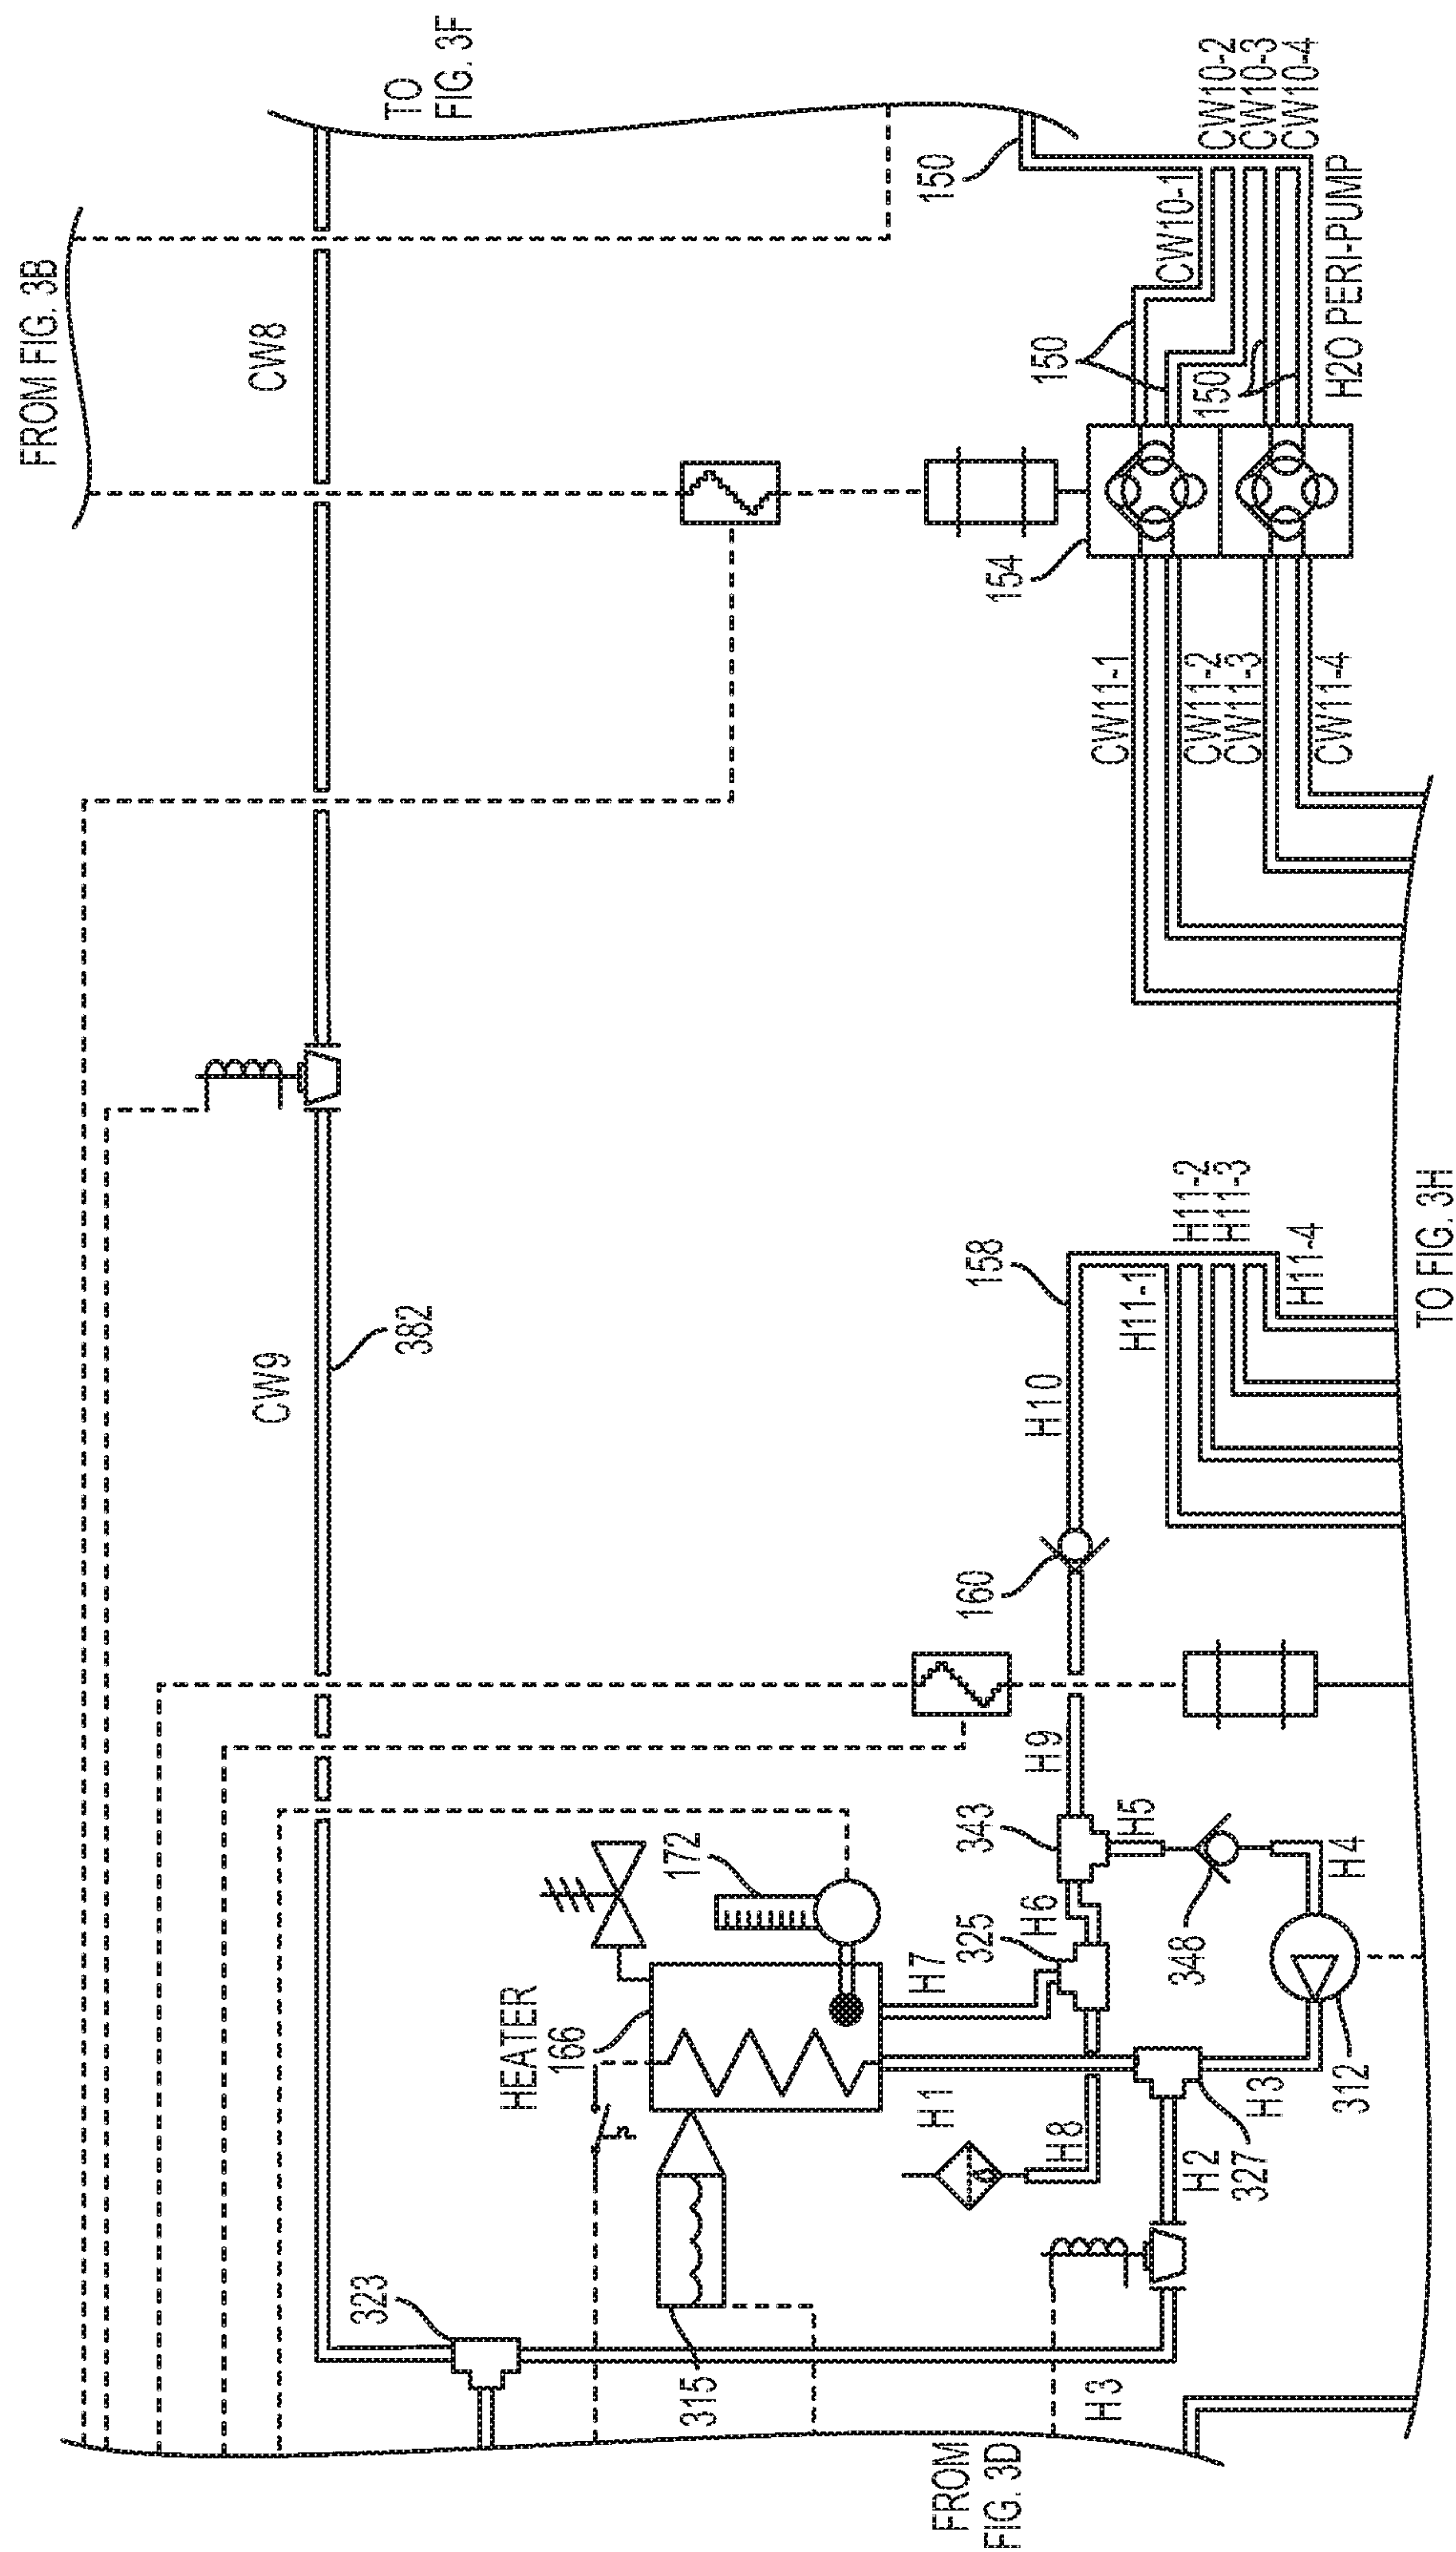 FROM FIG. 3B
TO
FIG. 3F
CW8
CW9
382
323
150
CW10-1
CW10-2
CW10-3
CW10-4
150
150
H2O PERI-PUMP
154
CW11-1
CW11-2
CW11-3
CW11-4
HEATER
166
172
315
H7
H1
H8
325
H6
343
H9
H5
348
H4
312
H3
327
H2
H3
160
H10
158
H11-1
H11-2
H11-3
H11-4
FROM
FIG. 3D
TO FIG. 3H